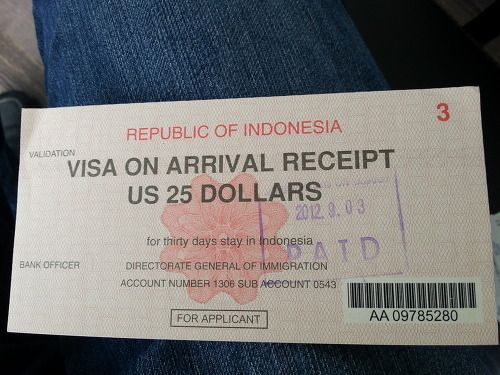 3
REPUBLIC OF INDONESIA
VALIDATION
VISA ON ARRIVAL RECEIPT
US 25 DOLLARS
2012. 9. 03
PAID
for thirty days stay in Indonesia
BANK OFFICER
DIRECTORATE GENERAL OF IMMIGRATION
ACCOUNT NUMBER 1306 SUB ACCOUNT 0543
FOR APPLICANT
AA 09785280